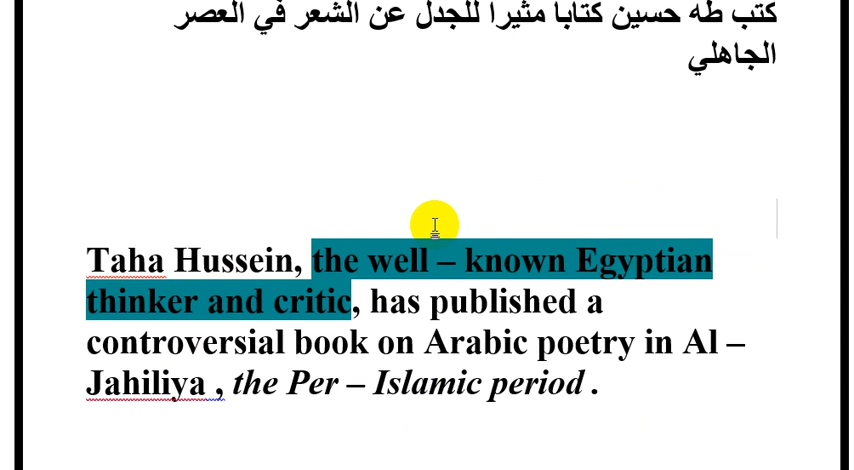 كتب طه حسين كتابا مثيرا للجدل عن الشعر في العصر
الجاهلي
Taha Hussein, the well – known Egyptian
thinker and critic, has published a
controversial book on Arabic poetry in Al –
Jahiliya , the Per – Islamic period .